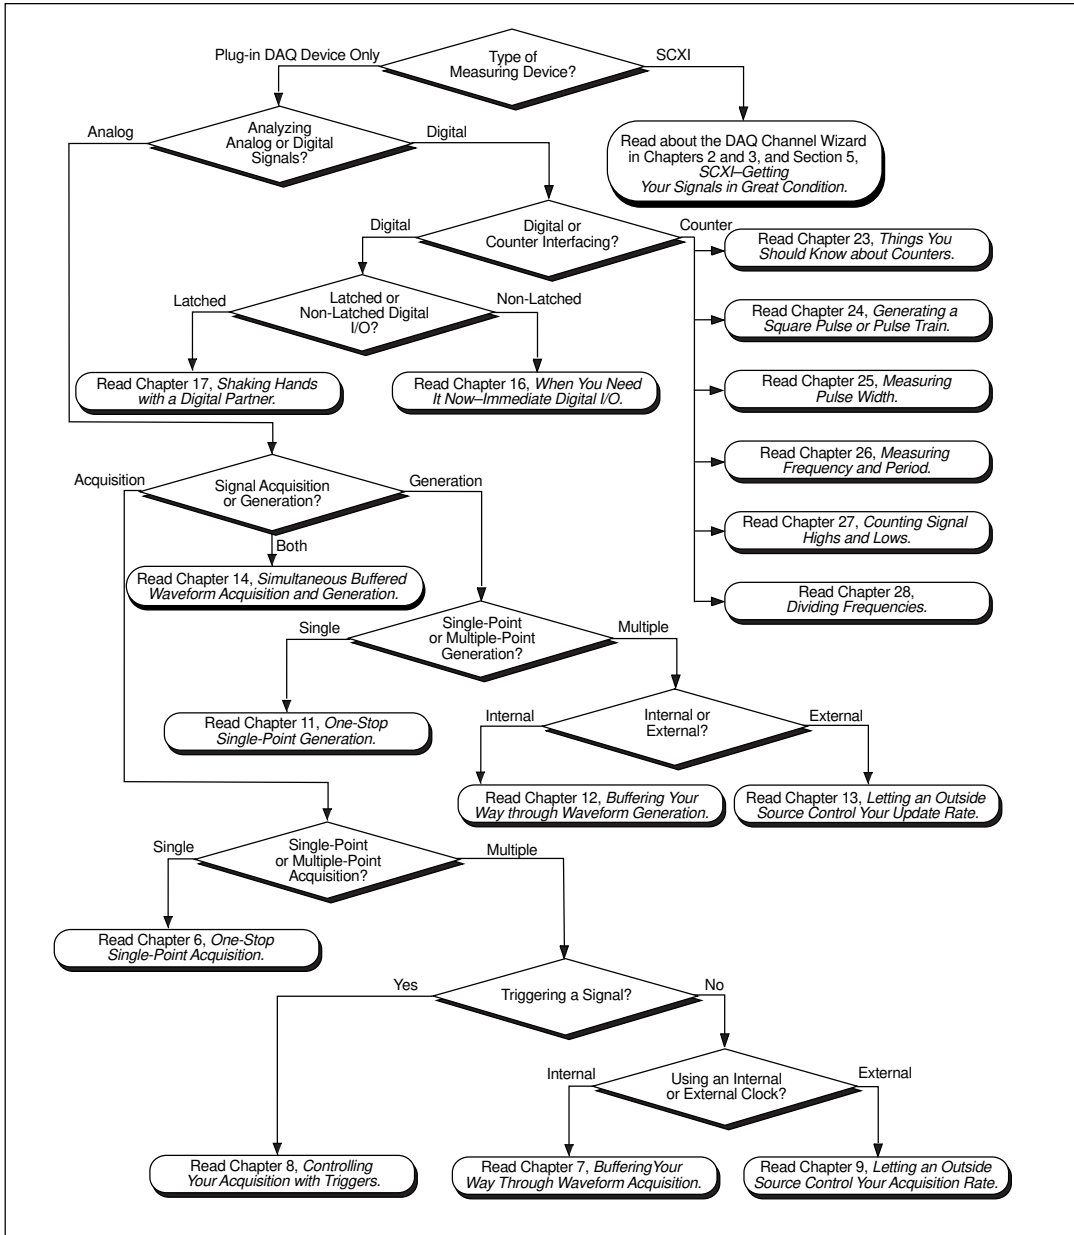 Plug-in DAQ Device Only
Type of
Measuring Device?
SCXI
Analog
Analyzing
Analog or Digital
Signals?
Digital
Read about the DAQ Channel Wizard
in Chapters 2 and 3, and Section 5,
SCXI–Getting
Your Signals in Great Condition.
Digital
Digital or
Counter Interfacing?
Counter
Read Chapter 23, Things You
Should Know about Counters.
Latched
Latched or
Non-Latched Digital
I/O?
Non-Latched
Read Chapter 24, Generating a
Square Pulse or Pulse Train.
Read Chapter 17, Shaking Hands
with a Digital Partner.
Read Chapter 16, When You Need
It Now–Immediate Digital I/O.
Read Chapter 25, Measuring
Pulse Width.
Read Chapter 26, Measuring
Frequency and Period.
Acquisition
Signal Acquisition
or Generation?
Generation
Both
Read Chapter 27, Counting Signal
Highs and Lows.
Read Chapter 14, Simultaneous Buffered
Waveform Acquisition and Generation.
Read Chapter 28,
Dividing Frequencies.
Single
Single-Point
or Multiple-Point
Generation?
Multiple
Read Chapter 11, One-Stop
Single-Point Generation.
Internal
Internal or
External?
External
Read Chapter 12, Buffering Your
Way through Waveform Generation.
Read Chapter 13, Letting an Outside
Source Control Your Update Rate.
Single
Single-Point
or Multiple-Point
Acquisition?
Multiple
Read Chapter 6, One-Stop
Single-Point Acquisition.
Yes
Triggering a Signal?
No
Internal
Using an Internal
or External Clock?
External
Read Chapter 8, Controlling
Your Acquisition with Triggers.
Read Chapter 7, BufferingYour
Way Through Waveform Acquisition.
Read Chapter 9, Letting an Outside
Source Control Your Acquisition Rate.